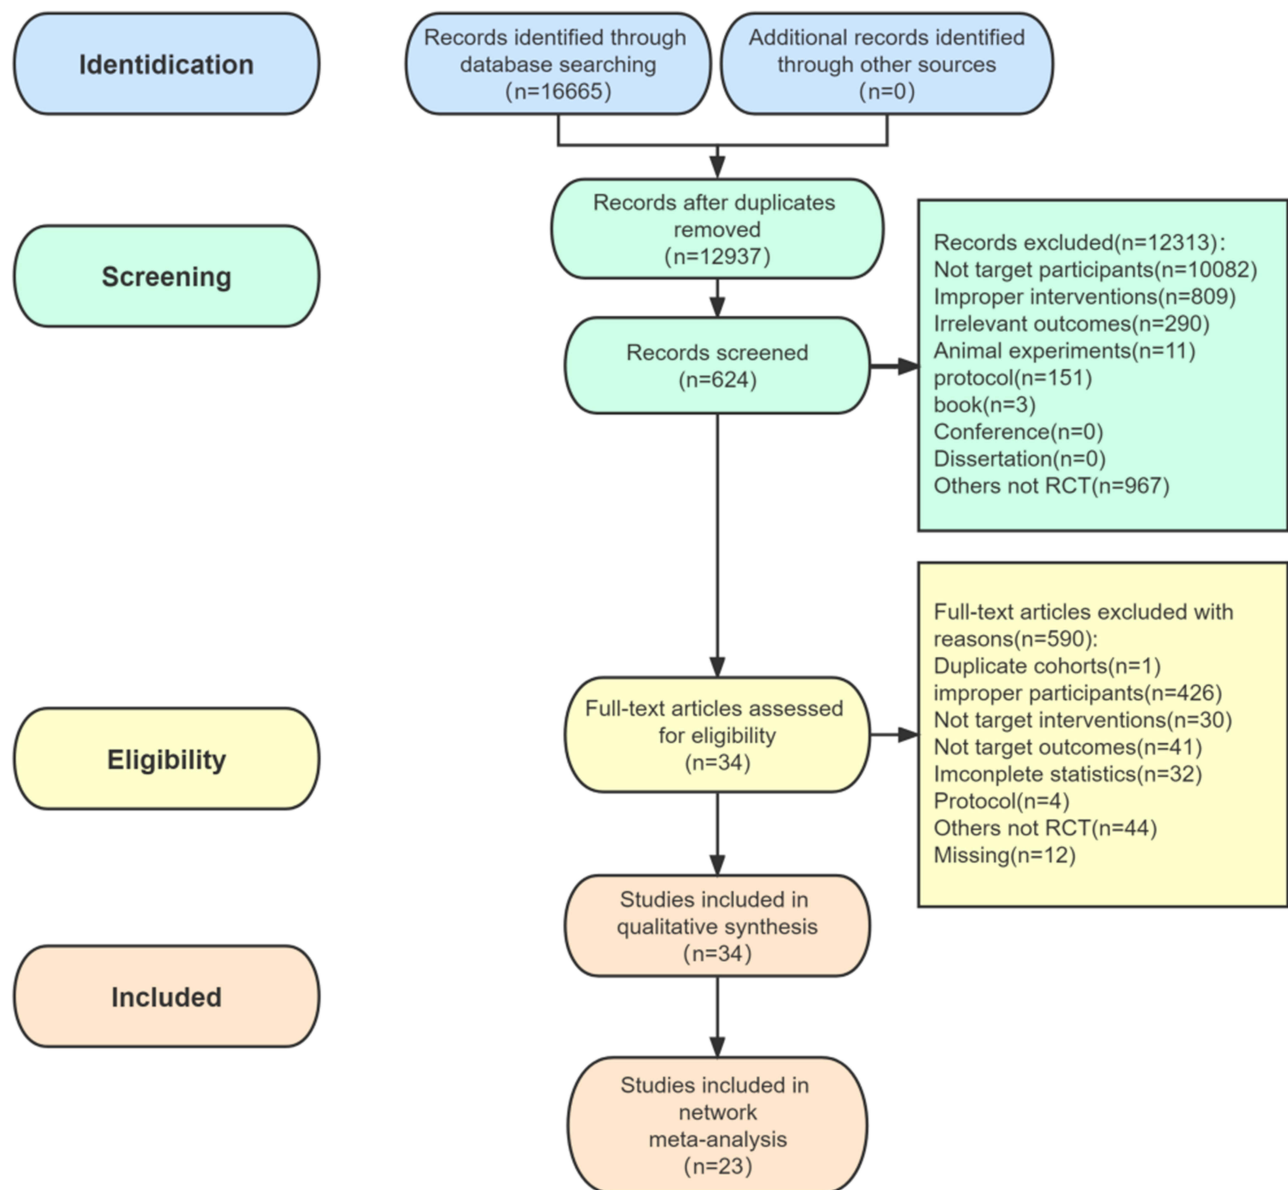 Identidication
Records identified through
database searching
(n=16665)
Additional records identified
through other sources
(n=0)
Records after duplicates
removed
(n=12937)
Screening
Records screened
(n=624)
Records excluded(n=12313):
Not target participants(n=10082)
Improper interventions(n=809)
Irrelevant outcomes(n=290)
Animal experiments(n=11)
protocol(n=151)
book(n=3)
Conference(n=0)
Dissertation(n=0)
Others not RCT(n=967)
Eligibility
Full-text articles assessed
for eligibility
(n=34)
Full-text articles excluded with
reasons(n=590):
Duplicate cohorts(n=1)
improper participants(n=426)
Not target interventions(n=30)
Not target outcomes(n=41)
Imconplete statistics(n=32)
Protocol(n=4)
Others not RCT(n=44)
Missing(n=12)
Studies included in
qualitative synthesis
(n=34)
Included
Studies included in
network
meta-analysis
(n=23)